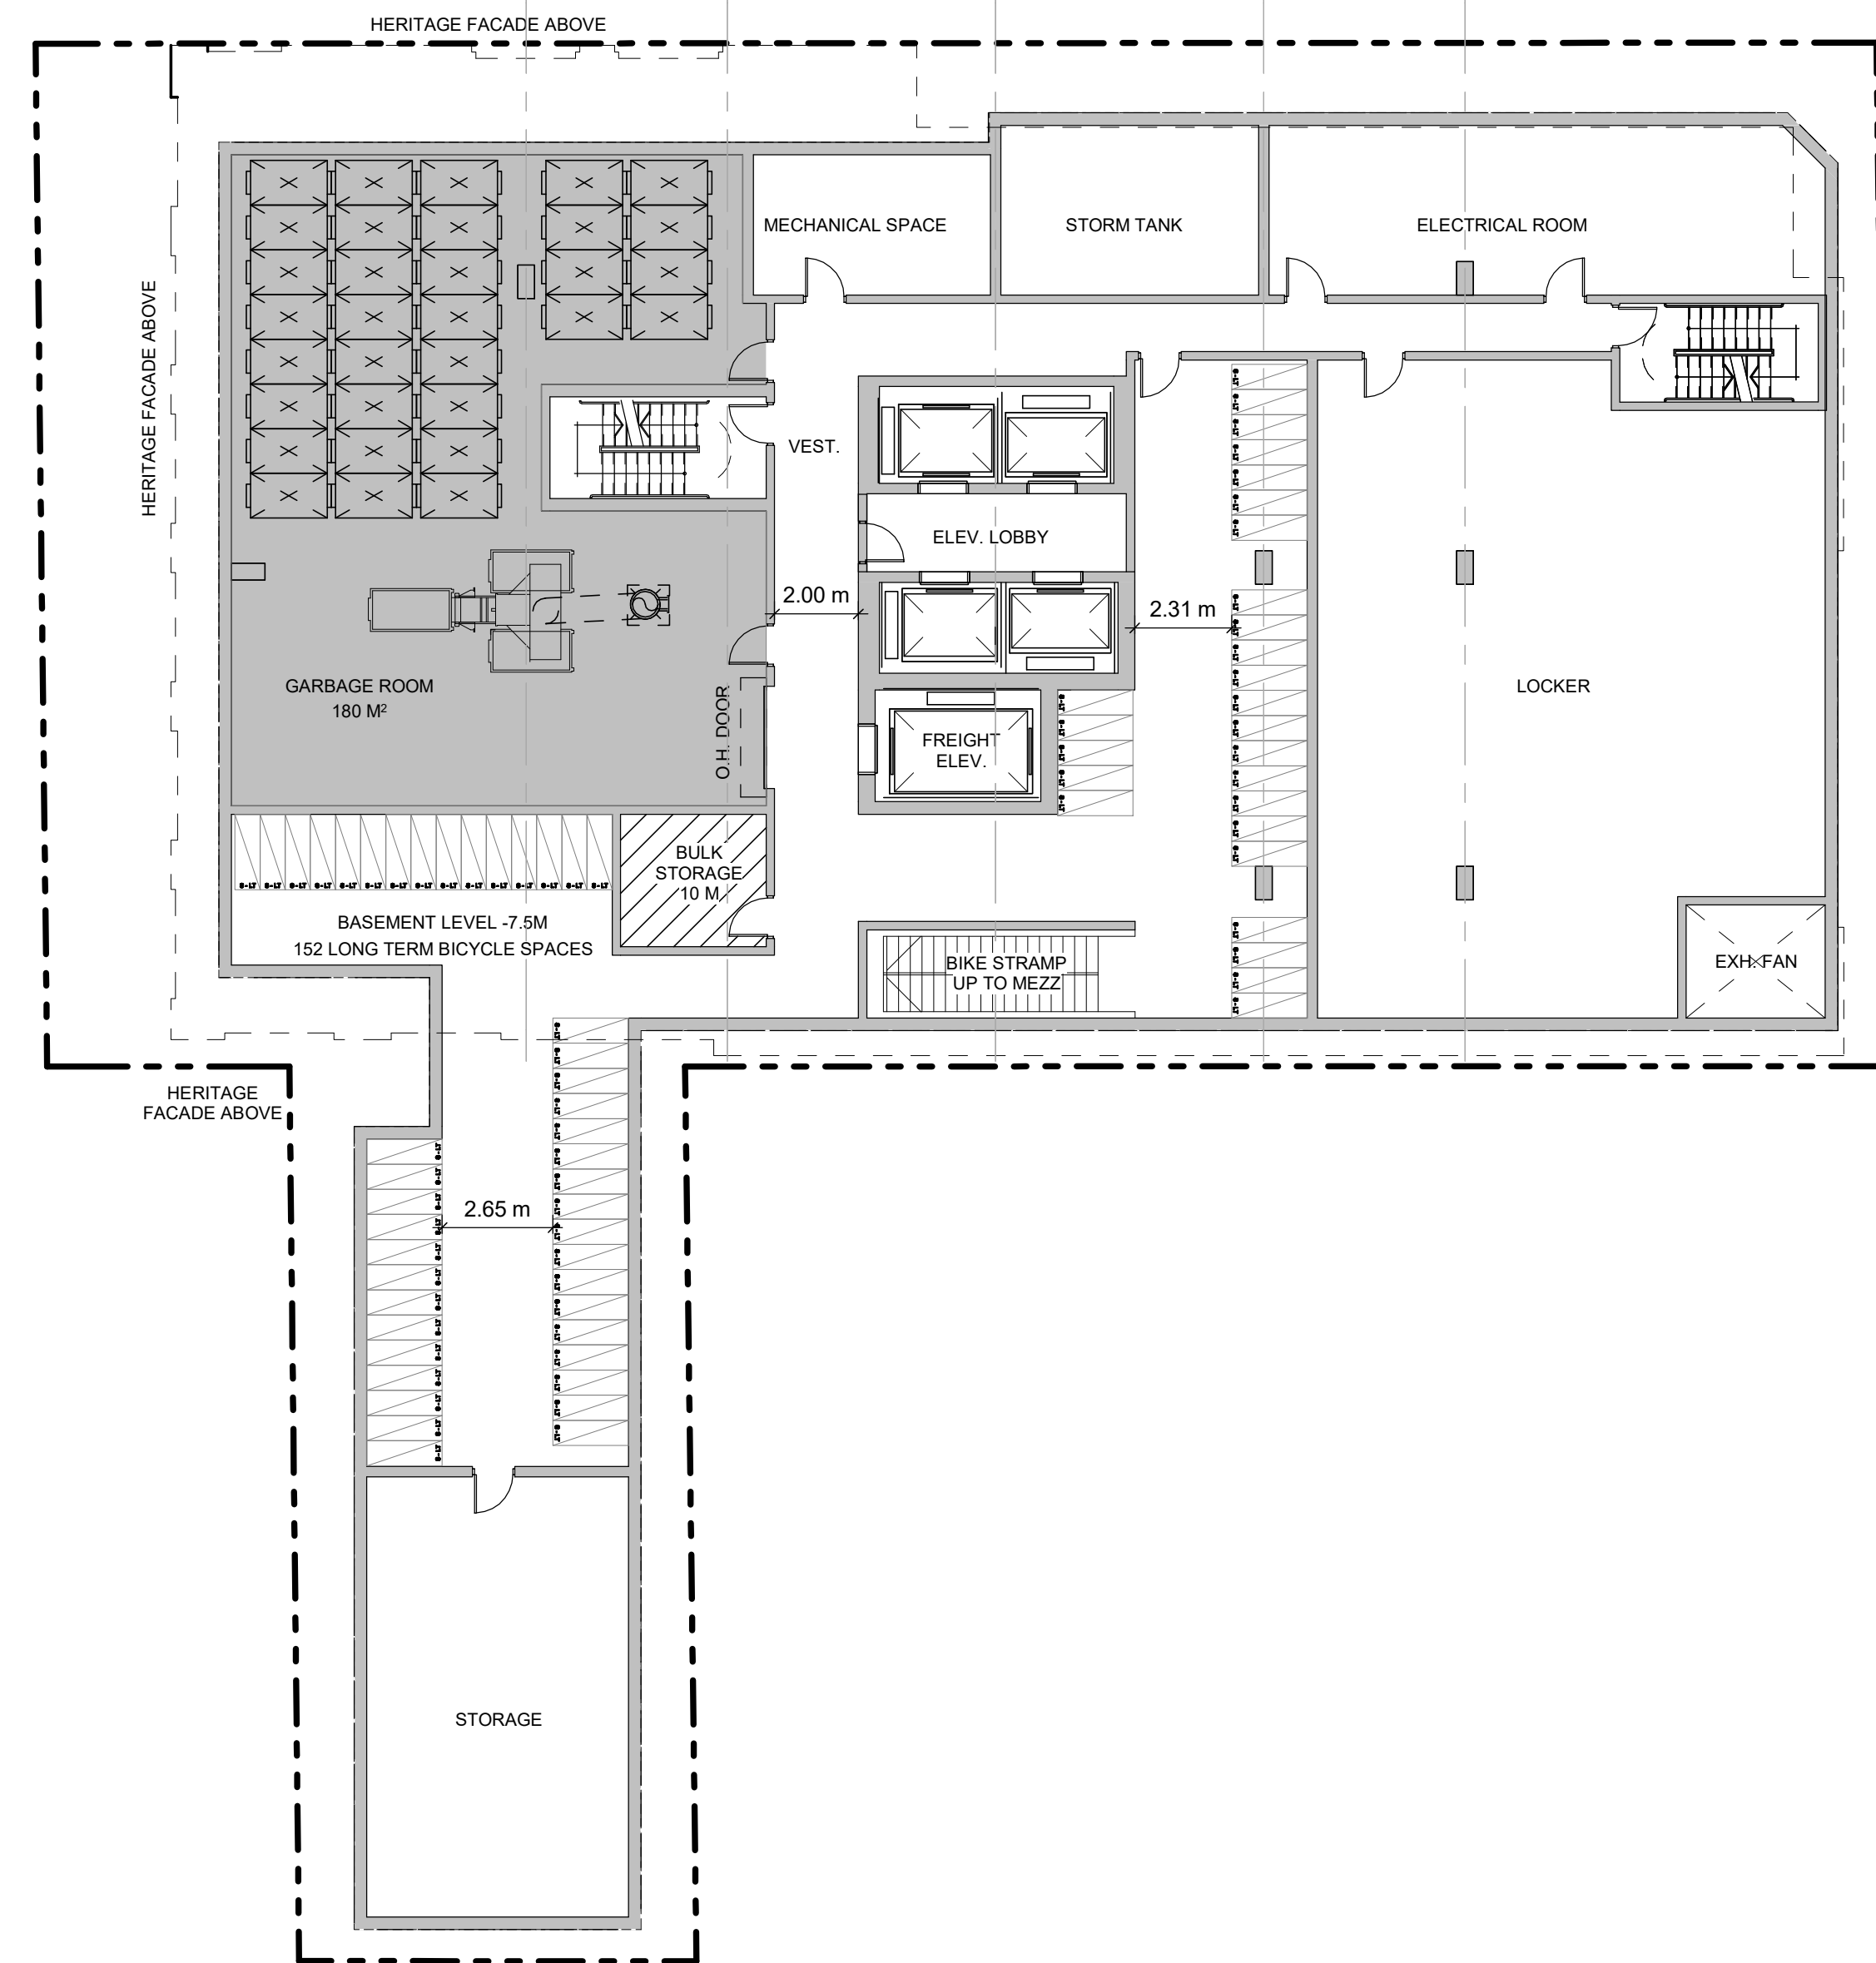 HERITAGE FACADE ABOVE
MECHANICAL SPACE
STORM TANK
ELECTRICAL ROOM
HERITAGE FACADE ABOVE
VEST.
ELEV. LOBBY
2.00 m
2.31 m
GARBAGE ROOM
180 M²
O.H. DOOR
LOCKER
FREIGHT
ELEV.
BULK
STORAGE
10 M
BASEMENT LEVEL -7.5M
152 LONG TERM BICYCLE SPACES
BIKE STRAMP
UP TO MEZZ
EXH. FAN
HERITAGE
FACADE ABOVE
2.65 m
STORAGE